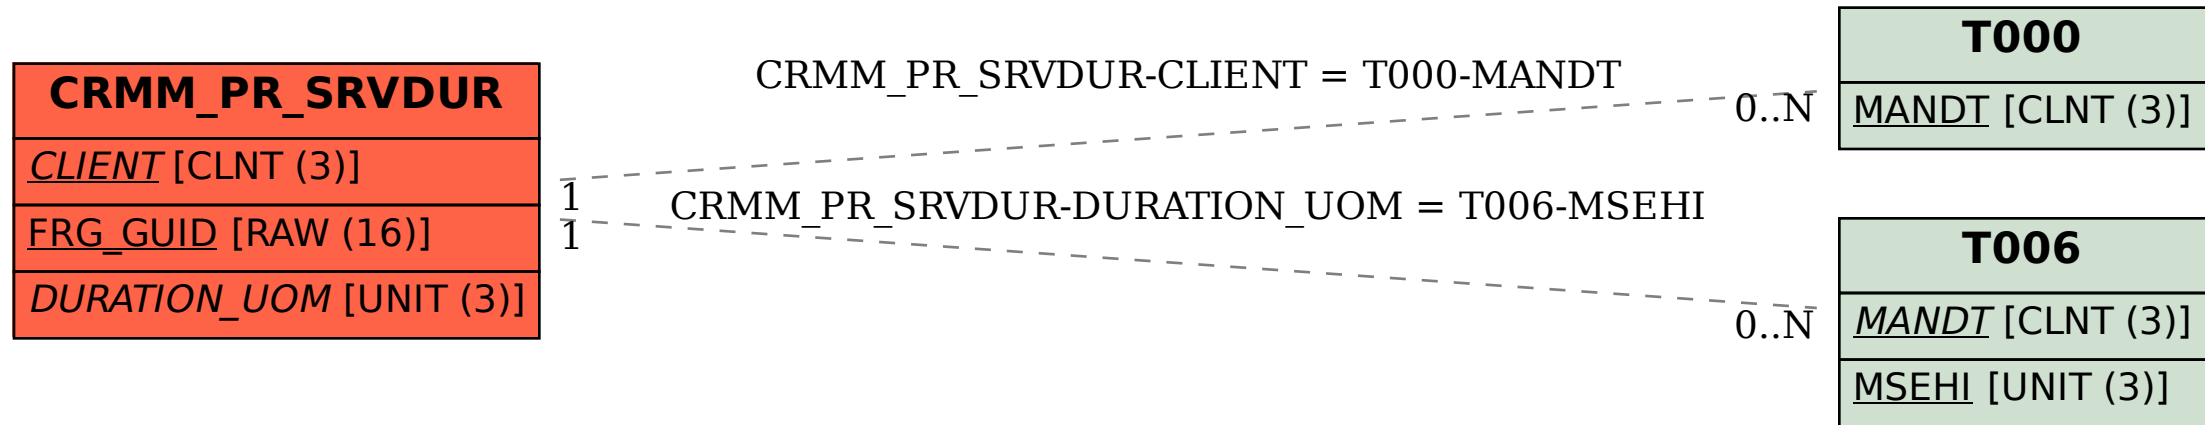 CRMM_PR_SRVDUR
CLIENT [CLNT (3)]
FRG_GUID [RAW (16)]
DURATION_UOM [UNIT (3)]
CRMM_PR_SRVDUR-CLIENT = T000-MANDT
1
0..N
CRMM_PR_SRVDUR-DURATION_UOM = T006-MSEHI
1
0..N
T000
MANDT [CLNT (3)]
T006
MANDT [CLNT (3)]
MSEHI [UNIT (3)]